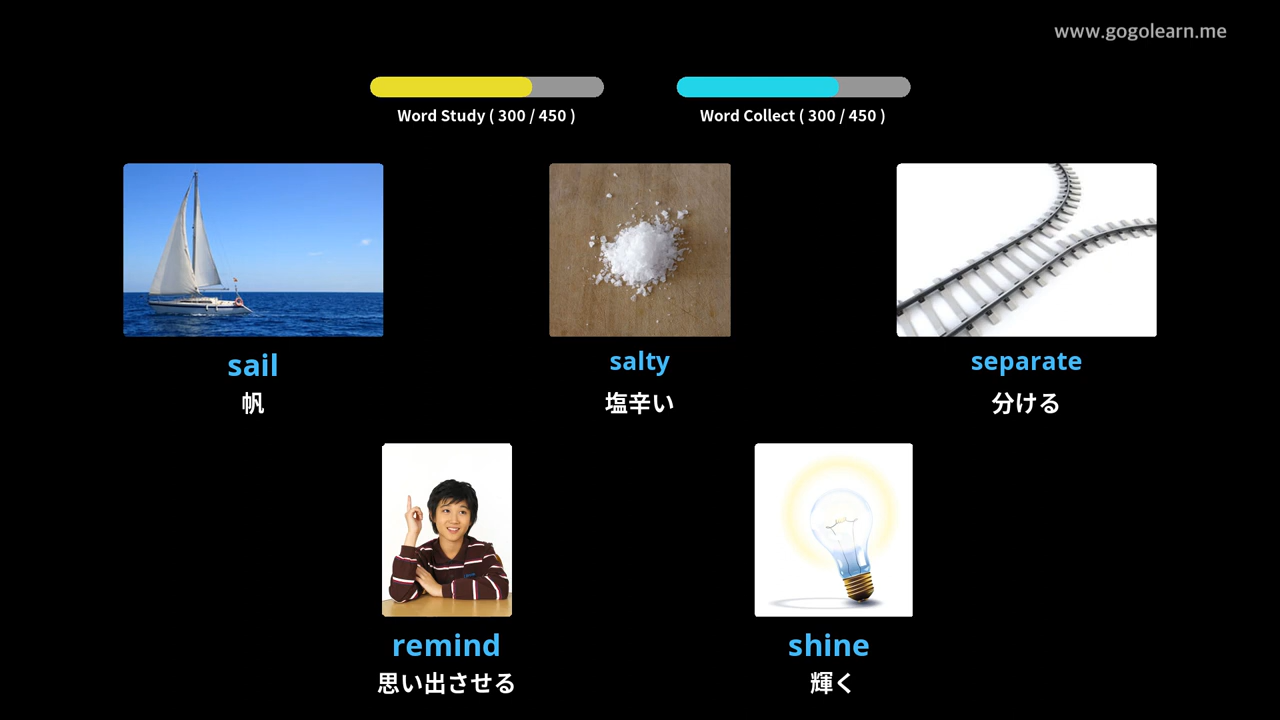 www.gogolearn.me
Word Study ( 300 / 450 )
Word Collect ( 300 / 450 )
sail
帆
salty
塩辛い
separate
分ける
remind
思い出させる
shine
輝く